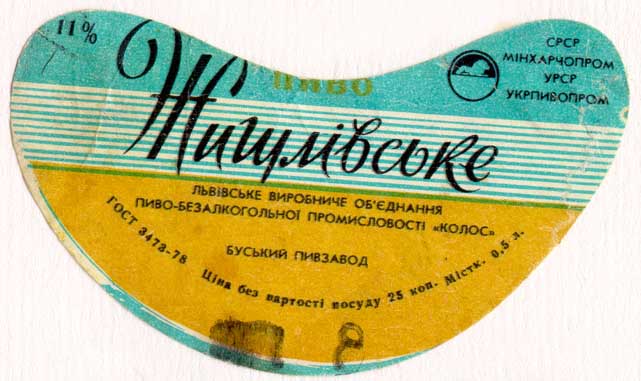 11%
СРСР
МІНХАРЧОПРОМ
УРСР
УКРПИВОПРОМ
ПИВО
Жигулівське
ЛЬВІВСЬКЕ ВИРОБНИЧЕ ОБ'ЄДНАННЯ
ПИВО-БЕЗАЛКОГОЛЬНОЇ ПРОМИСЛОВОСТІ «КОЛОС»
БУСЬКИЙ ПИВЗАВОД
ГОСТ 3473-78 Ціна без вартості посуду 25 коп. Містк. 0,5 л.